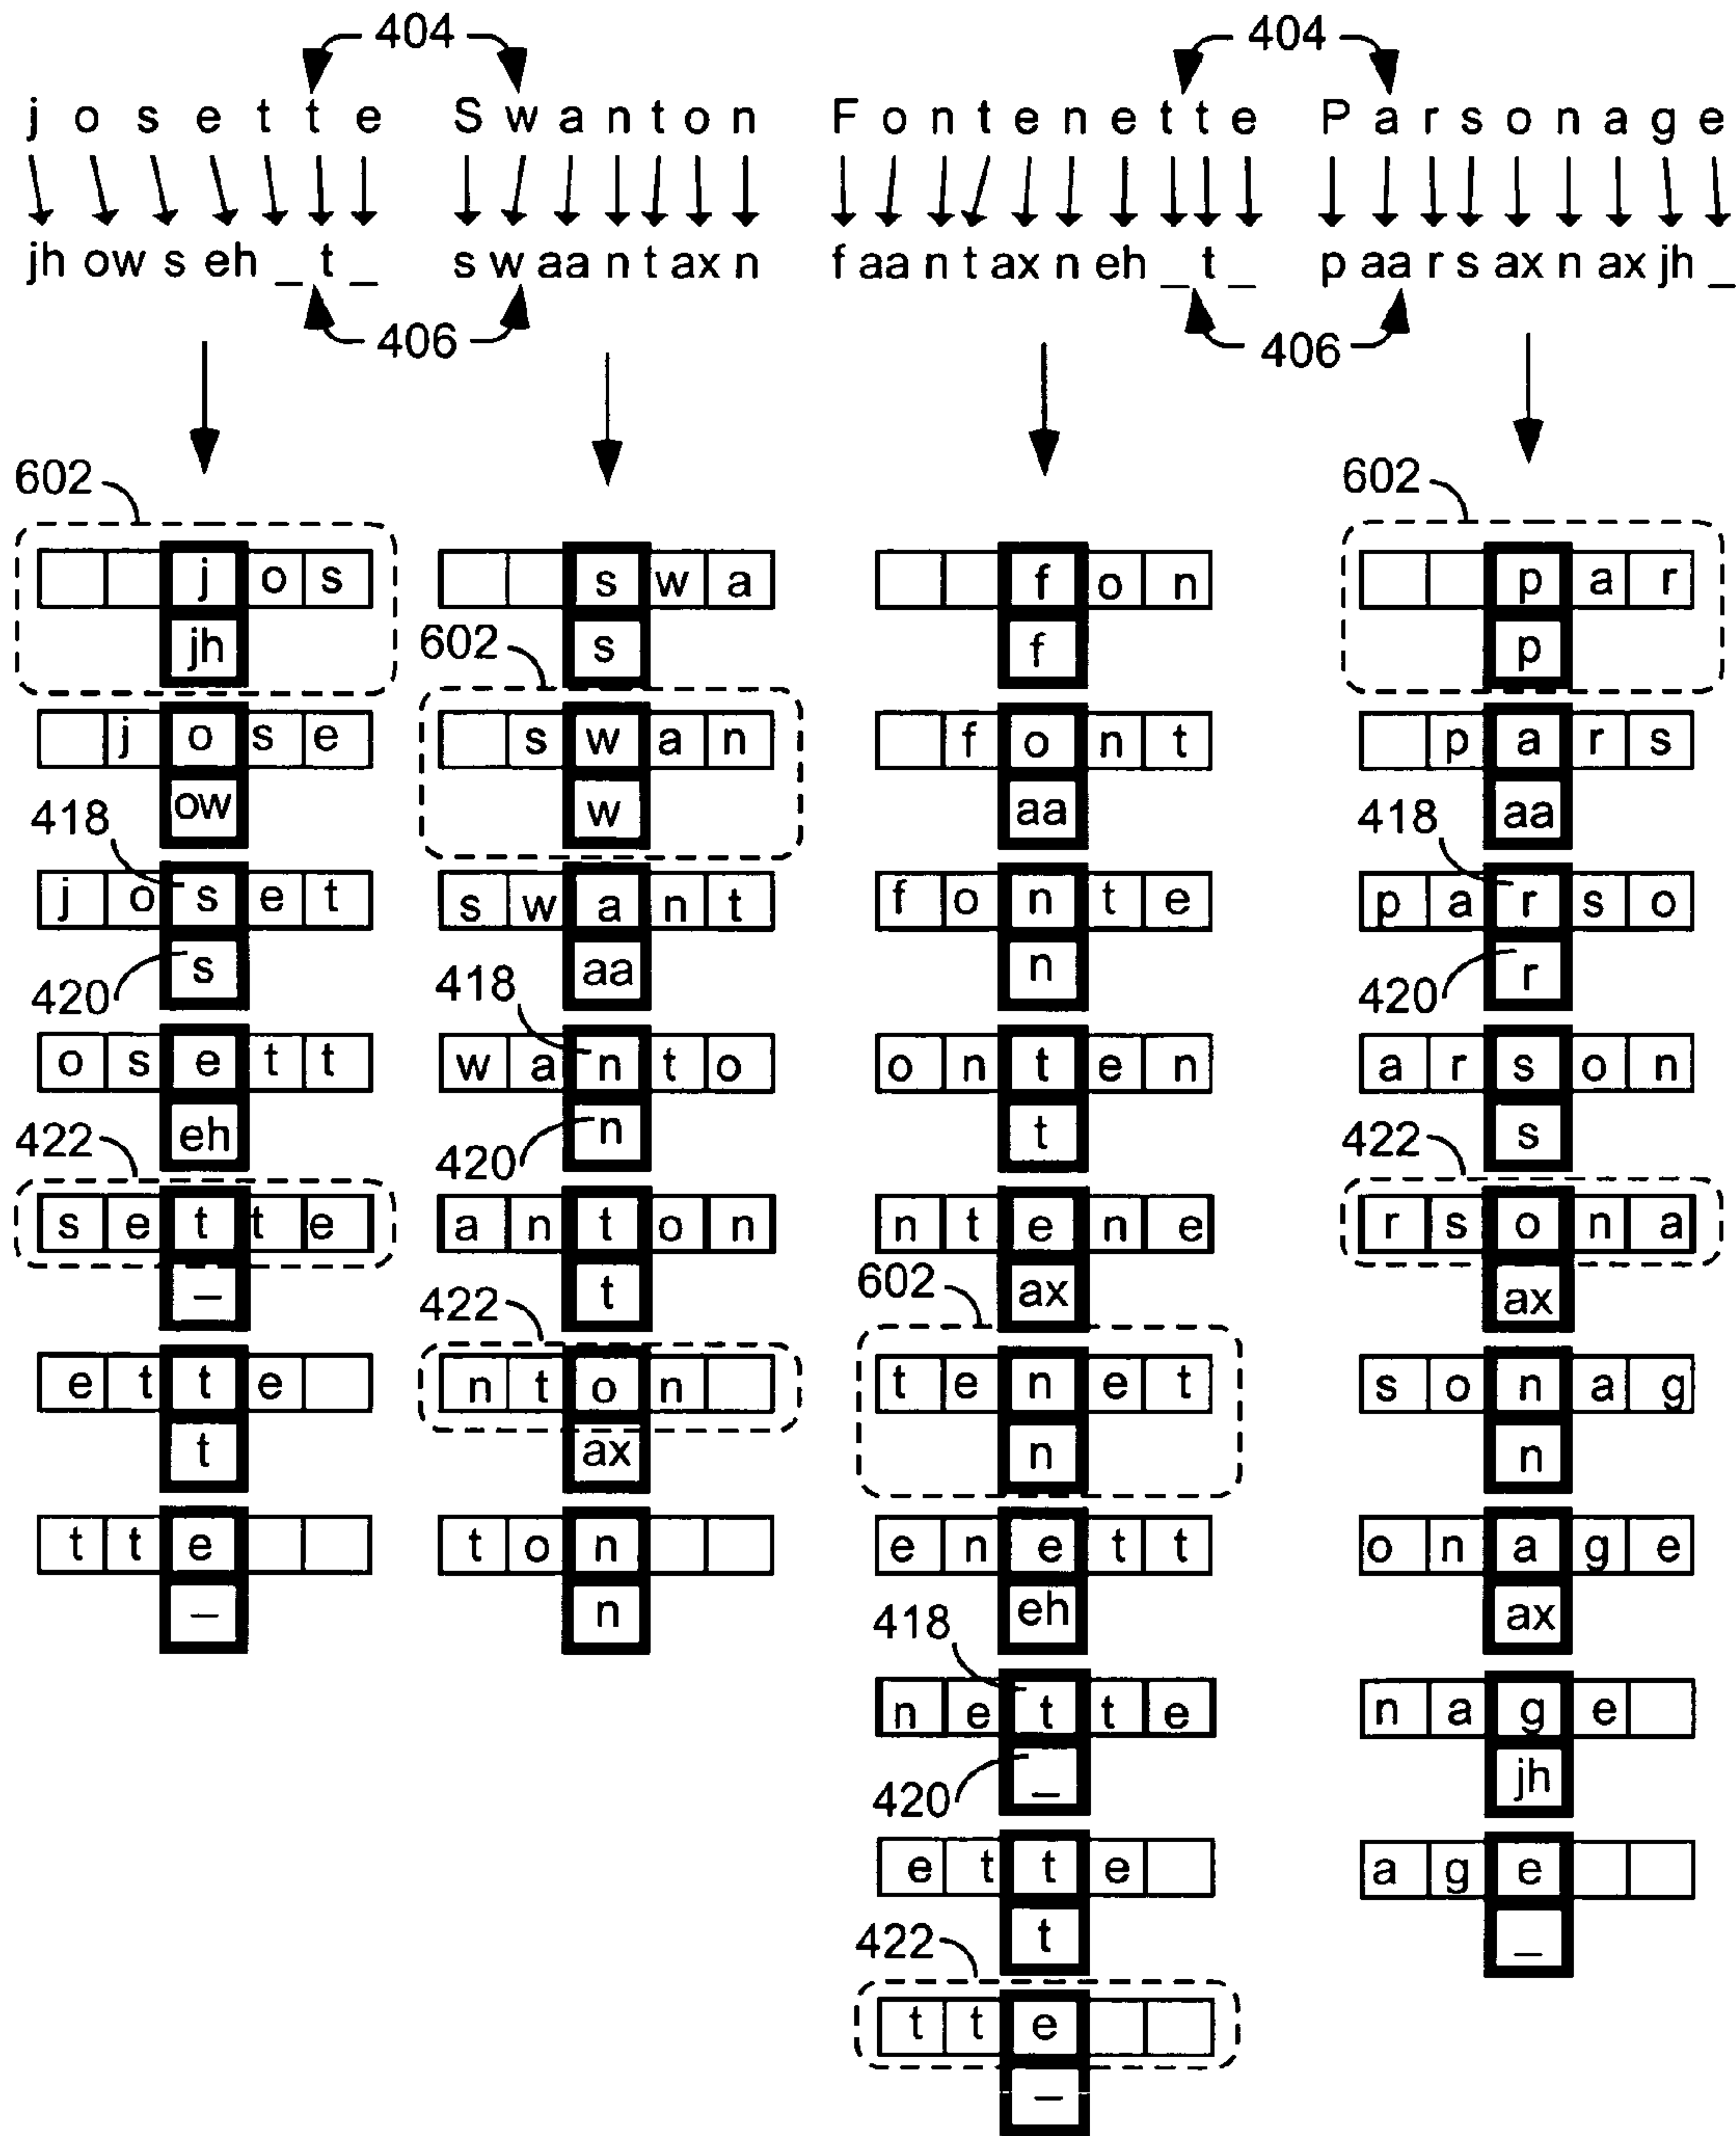 404 404
j o s e t t e S w a n t o n F o n t e n e t t e P a r s o n a g e
jh ow s eh _ t _ s w aa n t ax n f aa n t ax n eh _ t _ p aa r s ax n ax jh _
406 406
602
j o s
jh
j o s e
ow
418
j o s e t
420
s
o s e t t
eh
422
s e t t e
_
e t t e
t
t t e
_
s w a
s
602
s w a n
w
s w a n t
aa
418
w a n t o
420
n
a n t o n
t
422
n t o n
ax
t o n
n
f o n
f
f o n t
aa
f o n t e
n
o n t e n
t
n t e n e
ax
602
t e n e t
n
e n e t t
eh
418
n e t t e
420
_
e t t e
t
422
t t e
_
602
p a r
p
p a r s
aa
418
p a r s o
420
r
a r s o n
s
422
r s o n a
ax
s o n a g
n
o n a g e
ax
n a g e
jh
a g e
_